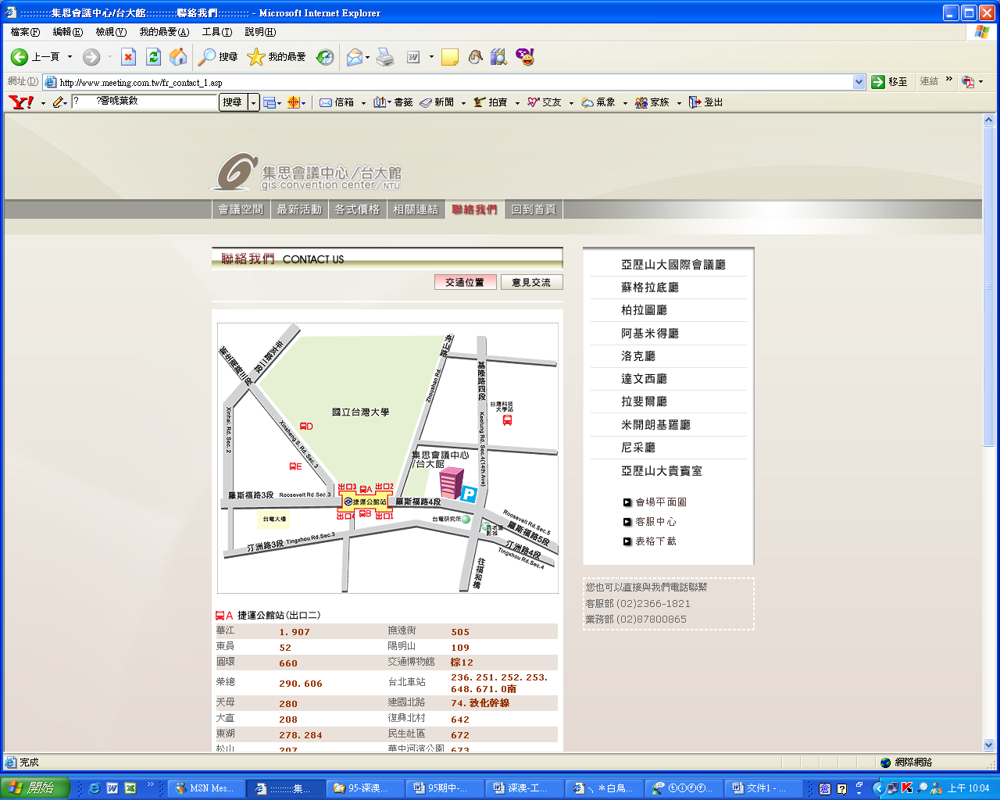 ::::::::::集思會議中心/台大館::::::::::聯絡我們:::::::::: - Microsoft Internet Explorer
檔案(F) 編輯(E) 檢視(V) 我的最愛(A) 工具(T) 說明(H)
上一頁 搜尋 我的最愛
網址(D) http://www.meeting.com.tw/fr_contact_1.asp 移至 連結 »
Y! 搜尋 信箱 書籤 新聞 拍賣 交友 氣象 家族 登出
集思會議中心/台大館
gis convention center/NTU
會議空間 最新活動 各式價格 相關連結 聯絡我們 回到首頁
聯絡我們 CONTACT US
交通位置 意見交流
辛亥路二段
新生南路三段
舟山路
基隆路四段
Zhoushan Rd.
台灣科技
大學站
國立台灣大學
Xinhai. Rd. Sec.2
Xinsheng S. Rd. Sec.3
Keelung Rd. Sec.4(14th Ave)
D
E
集思會議中心
/台大館
出口3 A 出口2
羅斯福路3段 Roosevelt Rd.Sec.3
捷運公館站
羅斯福路4段
P
出口4 B 出口1
台電大樓
台電研究所
Roosevelt Rd.Sec.5
羅斯福路5段
汀洲路3段 Tingzhou Rd.Sec.3
汀洲路4段
Tingzhou Rd.Sec.4
往福和橋
A 捷運公館站(出口二)
華江 1. 907 撫遠街 505
東員 52 陽明山 109
圓環 660 交通博物館 棕12
榮總 290. 606 台北車站 236. 251. 252. 253.
648. 671. 0南
天母 280 建國北路 74. 敦化幹線
大直 208 復興北村 642
東湖 278. 284 民生社區 672
松山 207 華中河濱公園 673
亞歷山大國際會議廳
蘇格拉底廳
柏拉圖廳
阿基米得廳
洛克廳
達文西廳
拉斐爾廳
米開朗基羅廳
尼采廳
亞歷山大貴賓室
會場平面圖
客服中心
表格下載
您也可以直接與我們電話聯繫
客服部 (02)2366-1821
業務部 (02)87800865
完成 網際網路
開始 » MSN Mes... :::::::::集... 95-深澳... 95期中-... 深澳-工... ヽ＊白鳥... ⓣⓘⓕⓕ... 交件1 - ... 上午 10:04